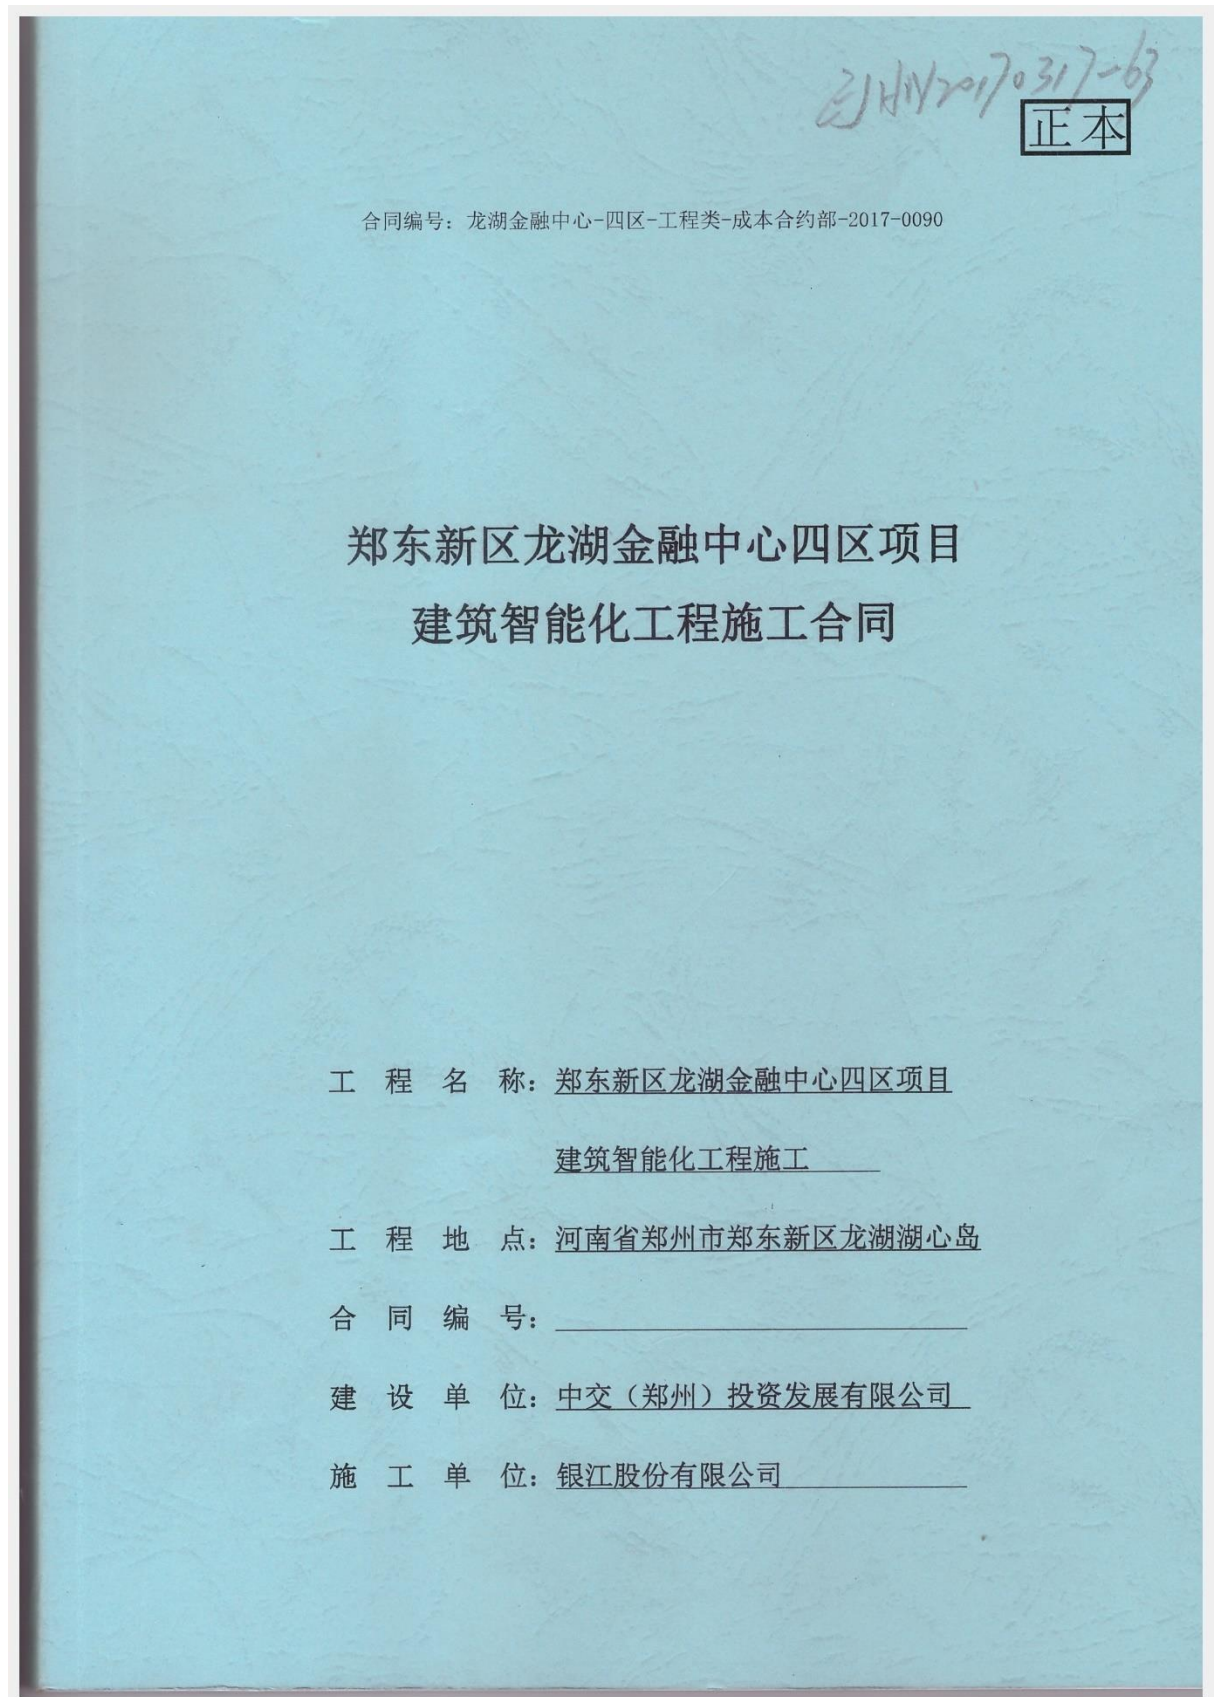 20170317-63
正本
合同编号：龙湖金融中心-四区-工程类-成本合约部-2017-0090
郑东新区龙湖金融中心四区项目
建筑智能化工程施工合同
工程名称：郑东新区龙湖金融中心四区项目
建筑智能化工程施工
工程地点：河南省郑州市郑东新区龙湖湖心岛
合同编号：
建设单位：中交（郑州）投资发展有限公司
施工单位：银江股份有限公司